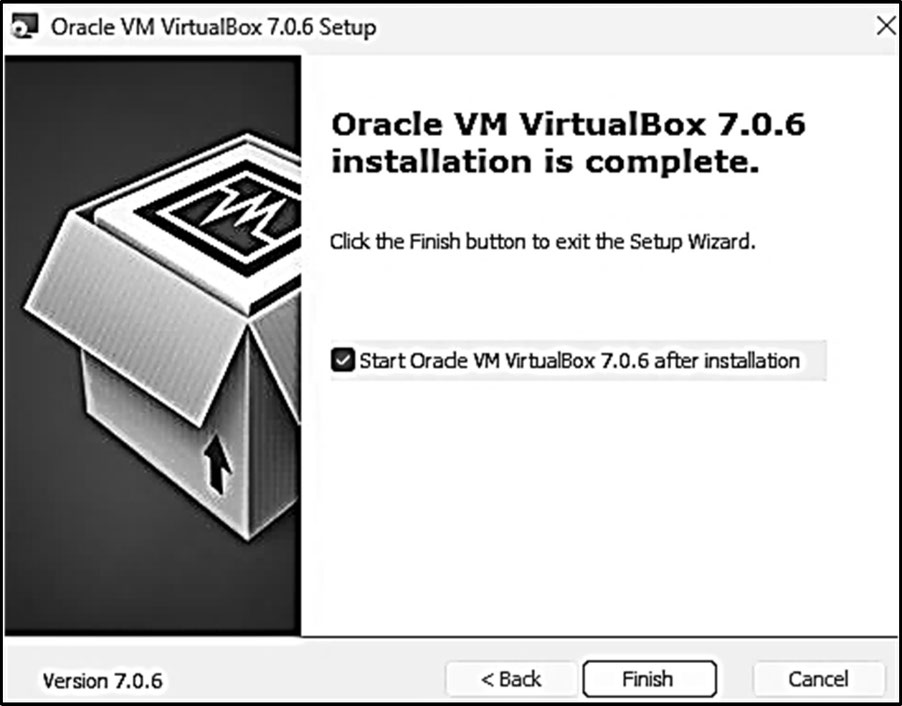 Oracle VM VirtualBox 7.0.6 Setup
Oracle VM VirtualBox 7.0.6
installation is complete.
Click the Finish button to exit the Setup Wizard.
Start Oracle VM VirtualBox 7.0.6 after installation
Version 7.0.6
< Back
Finish
Cancel